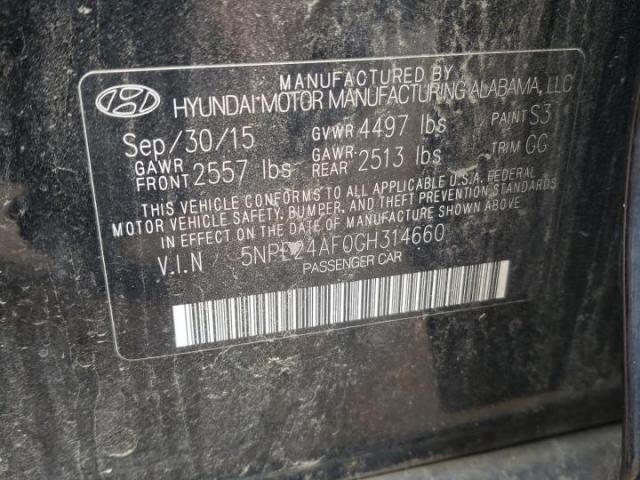 MANUFACTURED BY
HYUNDAI MOTOR MANUFACTURING ALABAMA, LLC
Sep/30/15 GVWR 4497 lbs PAINT S3
GAWR FRONT 2557 lbs GAWR REAR 2513 lbs TRIM GG
THIS VEHICLE CONFORMS TO ALL APPLICABLE U.S.A. FEDERAL
MOTOR VEHICLE SAFETY, BUMPER, AND THEFT PREVENTION STANDARDS
IN EFFECT ON THE DATE OF MANUFACTURE SHOWN ABOVE.
V.I.N 5NPE24AF0GH314660
PASSENGER CAR